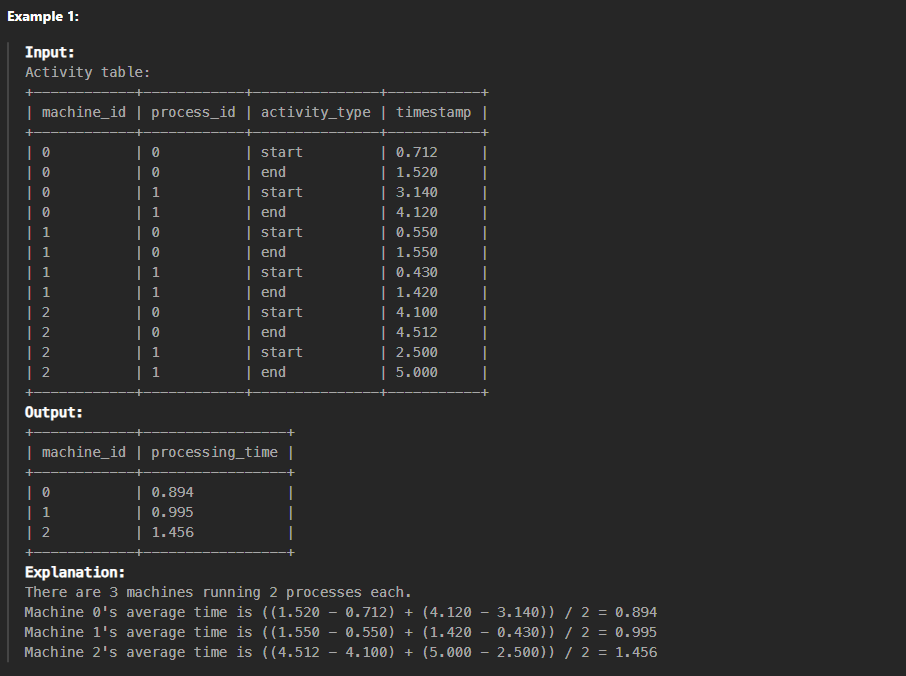 Example 1:
Input:
Activity table:
+------------+------------+---------------+-----------+
| machine_id | process_id | activity_type | timestamp |
+------------+------------+---------------+-----------+
| 0          | 0          | start         | 0.712     |
| 0          | 0          | end           | 1.520     |
| 0          | 1          | start         | 3.140     |
| 0          | 1          | end           | 4.120     |
| 1          | 0          | start         | 0.550     |
| 1          | 0          | end           | 1.550     |
| 1          | 1          | start         | 0.430     |
| 1          | 1          | end           | 1.420     |
| 2          | 0          | start         | 4.100     |
| 2          | 0          | end           | 4.512     |
| 2          | 1          | start         | 2.500     |
| 2          | 1          | end           | 5.000     |
+------------+------------+---------------+-----------+
Output:
+------------+-----------------+
| machine_id | processing_time |
+------------+-----------------+
| 0          | 0.894           |
| 1          | 0.995           |
| 2          | 1.456           |
+------------+-----------------+
Explanation:
There are 3 machines running 2 processes each.
Machine 0's average time is ((1.520 - 0.712) + (4.120 - 3.140)) / 2 = 0.894
Machine 1's average time is ((1.550 - 0.550) + (1.420 - 0.430)) / 2 = 0.995
Machine 2's average time is ((4.512 - 4.100) + (5.000 - 2.500)) / 2 = 1.456